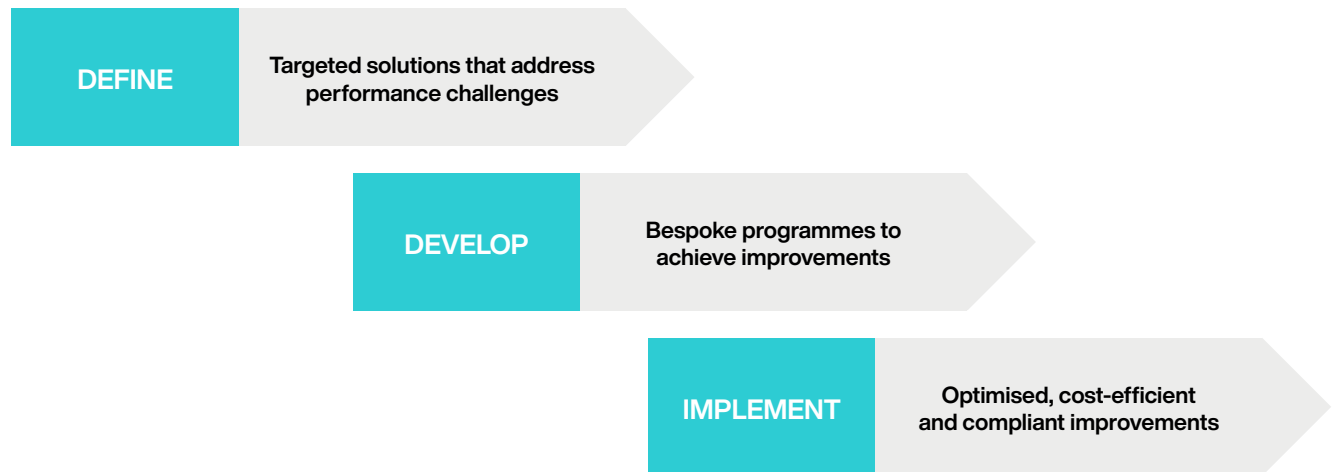 DEFINE
Targeted solutions that address
performance challenges
DEVELOP
Bespoke programmes to
achieve improvements
IMPLEMENT
Optimised, cost-efficient
and compliant improvements